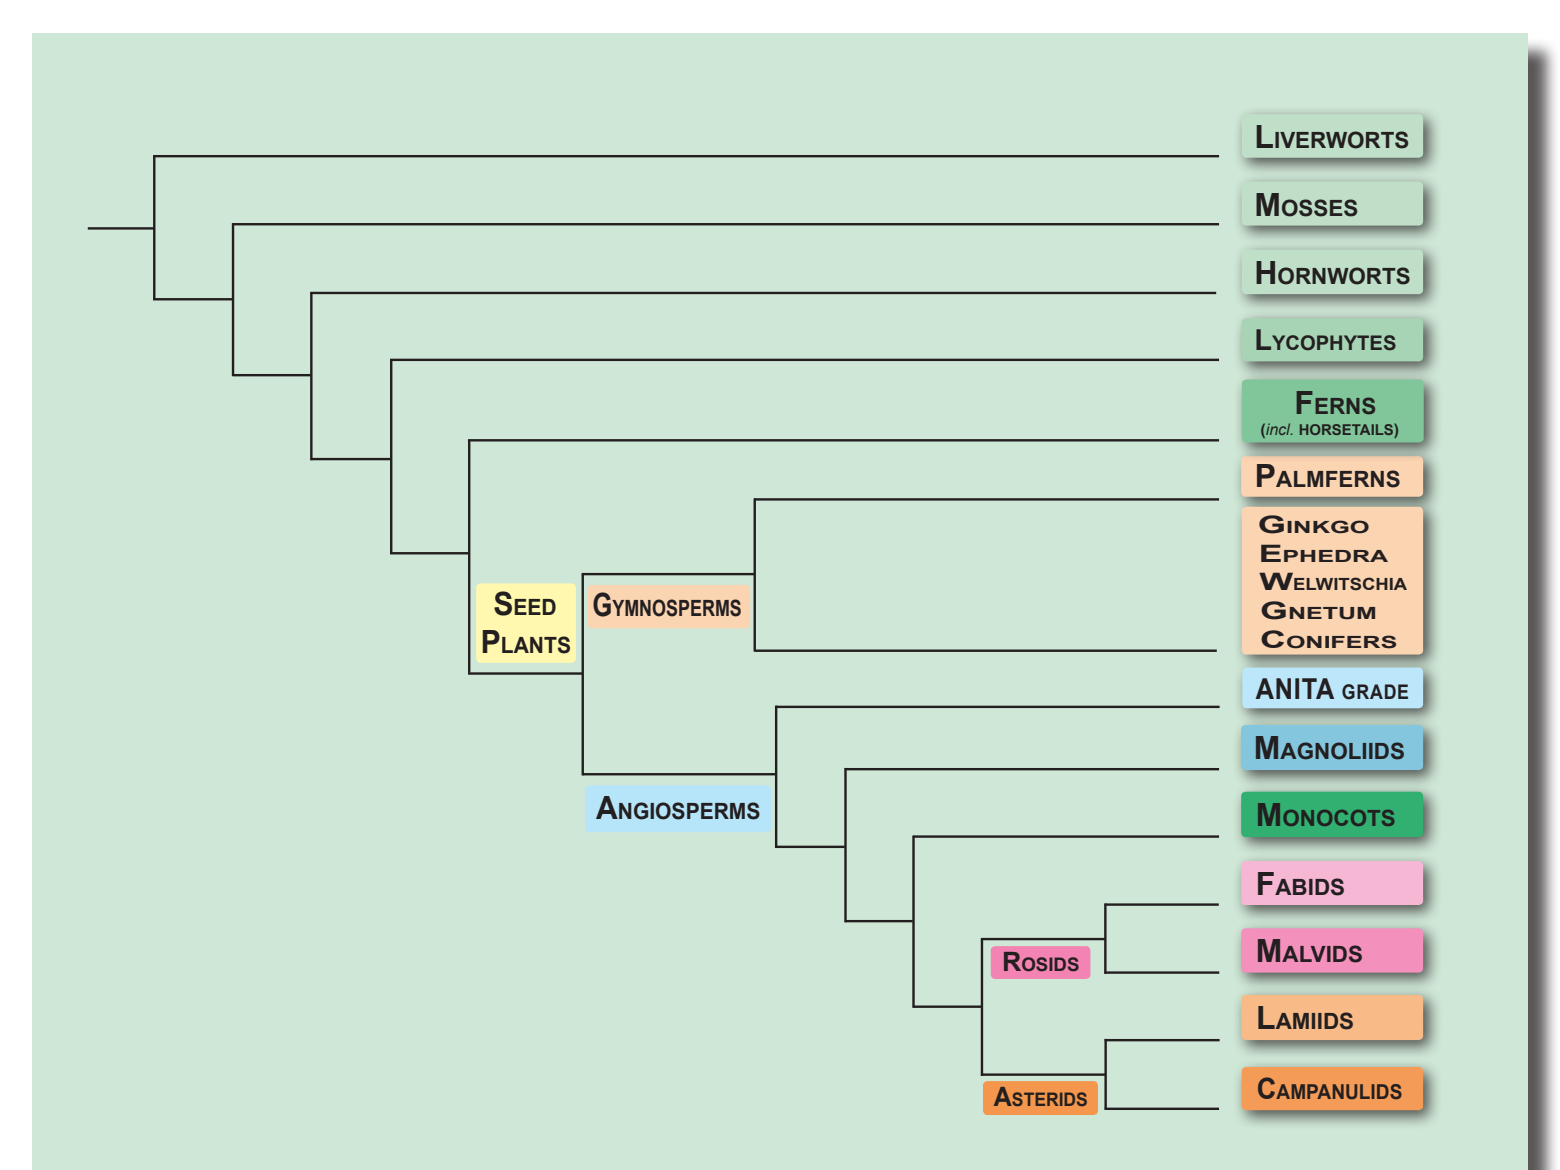 LIVERWORTS
MOSSES
HORNWORTS
LYCOPHYTES
FERNS
(incl. HORSETAILS)
PALMFERNS
GINKGO
EPHEDRA
WELWITSCHIA
GNETUM
CONIFERS
SEED
PLANTS
GYMNOSPERMS
ANITA GRADE
MAGNOLIIDS
ANGIOSPERMS
MONOCOTS
FABIDS
MALVIDS
ROSIDS
LAMIIDS
CAMPANULIDS
ASTERIDS